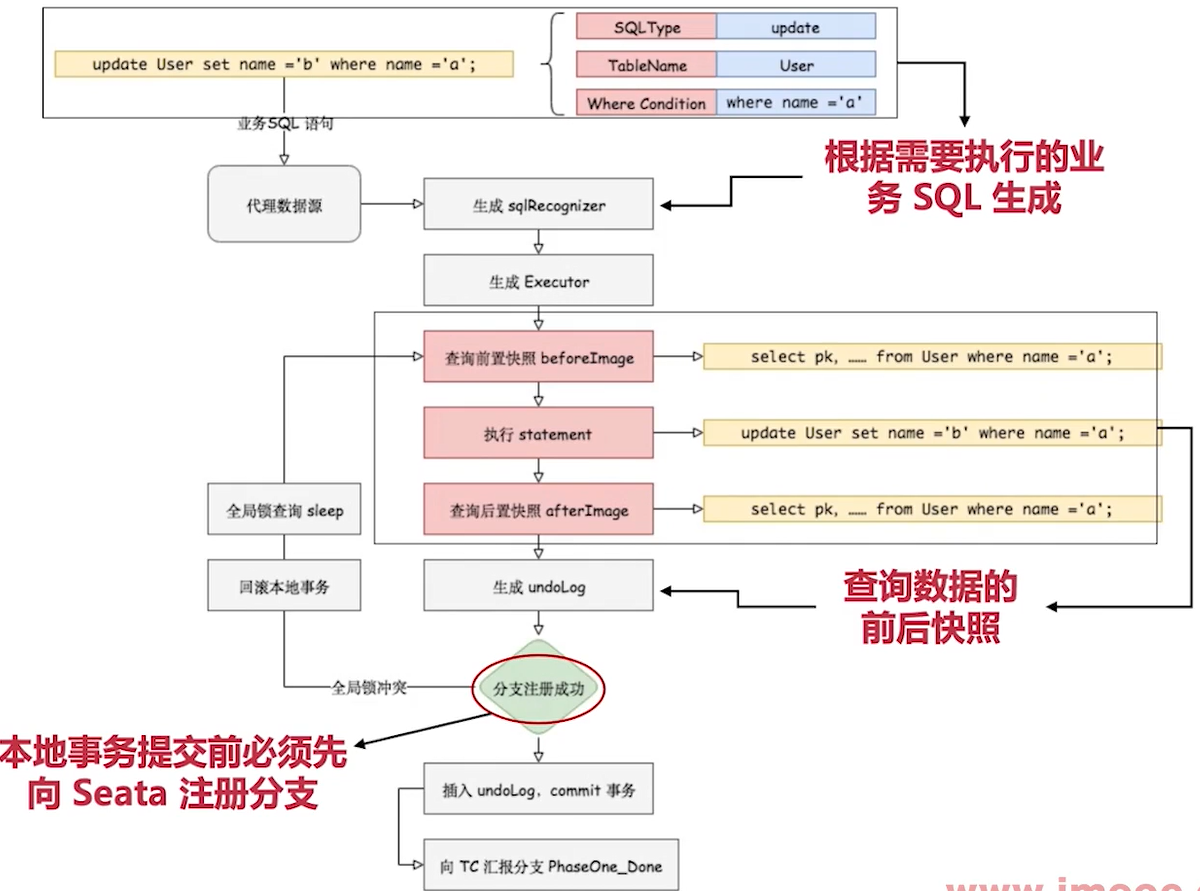 SQLType update
update User set name ='b' where name ='a';
TableName User
Where Condition where name ='a'
业务SQL 语句
根据需要执行的业
务 SQL 生成
代理数据源
生成 sqlRecognizer
生成 Executor
查询前置快照 beforeImage
select pk, …… from User where name ='a';
执行 statement
update User set name ='b' where name ='a';
全局锁查询 sleep
查询后置快照 afterImage
select pk, …… from User where name ='a';
回滚本地事务
生成 undoLog
查询数据的
前后快照
全局锁冲突
分支注册成功
本地事务提交前必须先
向 Seata 注册分支
插入 undoLog，commit 事务
向 TC 汇报分支 PhaseOne_Done